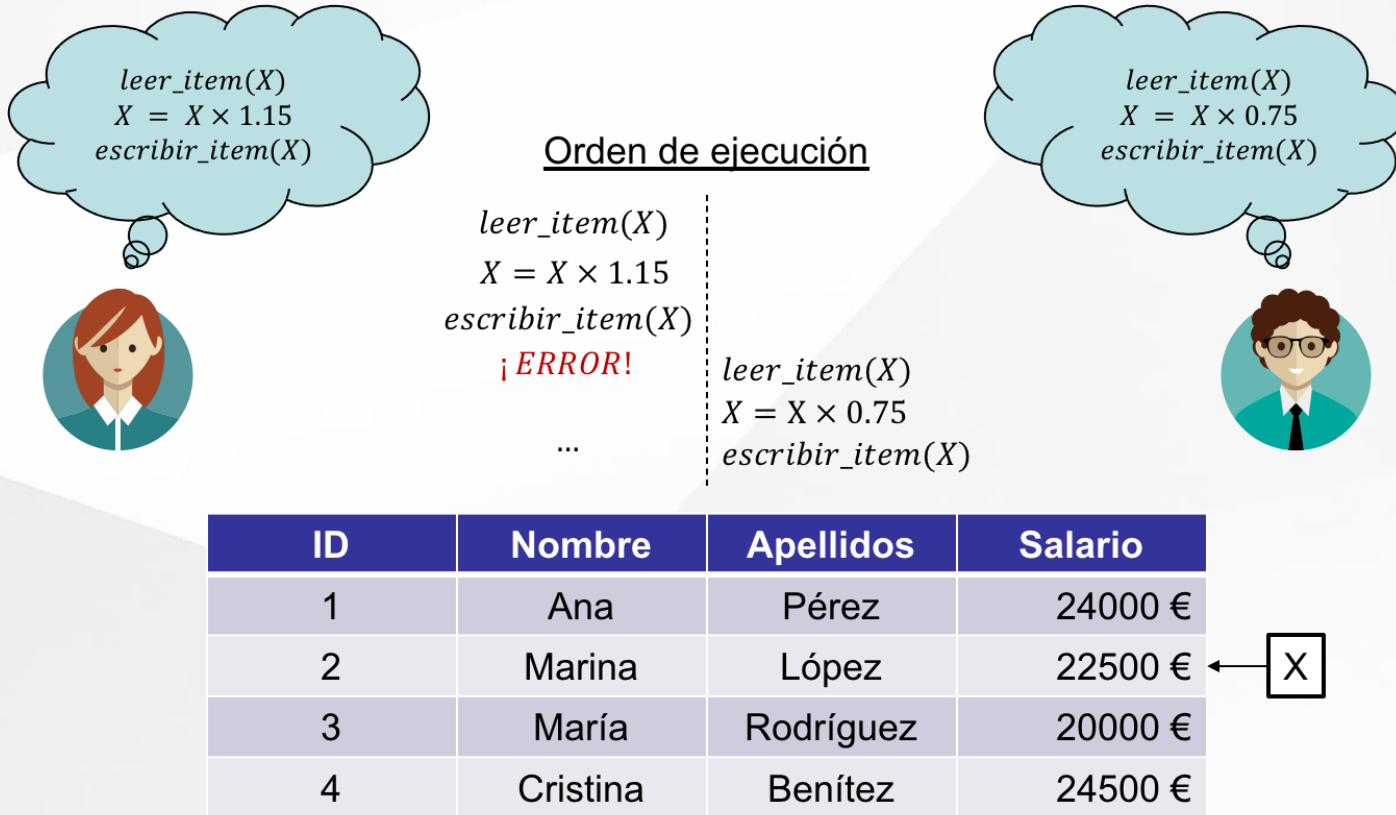 leer_item(X)
X = X × 1.15
escribir_item(X)
leer_item(X)
X = X × 0.75
escribir_item(X)
Orden de ejecución
leer_item(X)
X = X × 1.15
escribir_item(X)
¡ERROR!
...
leer_item(X)
X = X × 0.75
escribir_item(X)
ID Nombre Apellidos Salario
1 Ana Pérez 24000 €
2 Marina López 22500 €
X
3 María Rodríguez 20000 €
4 Cristina Benítez 24500 €